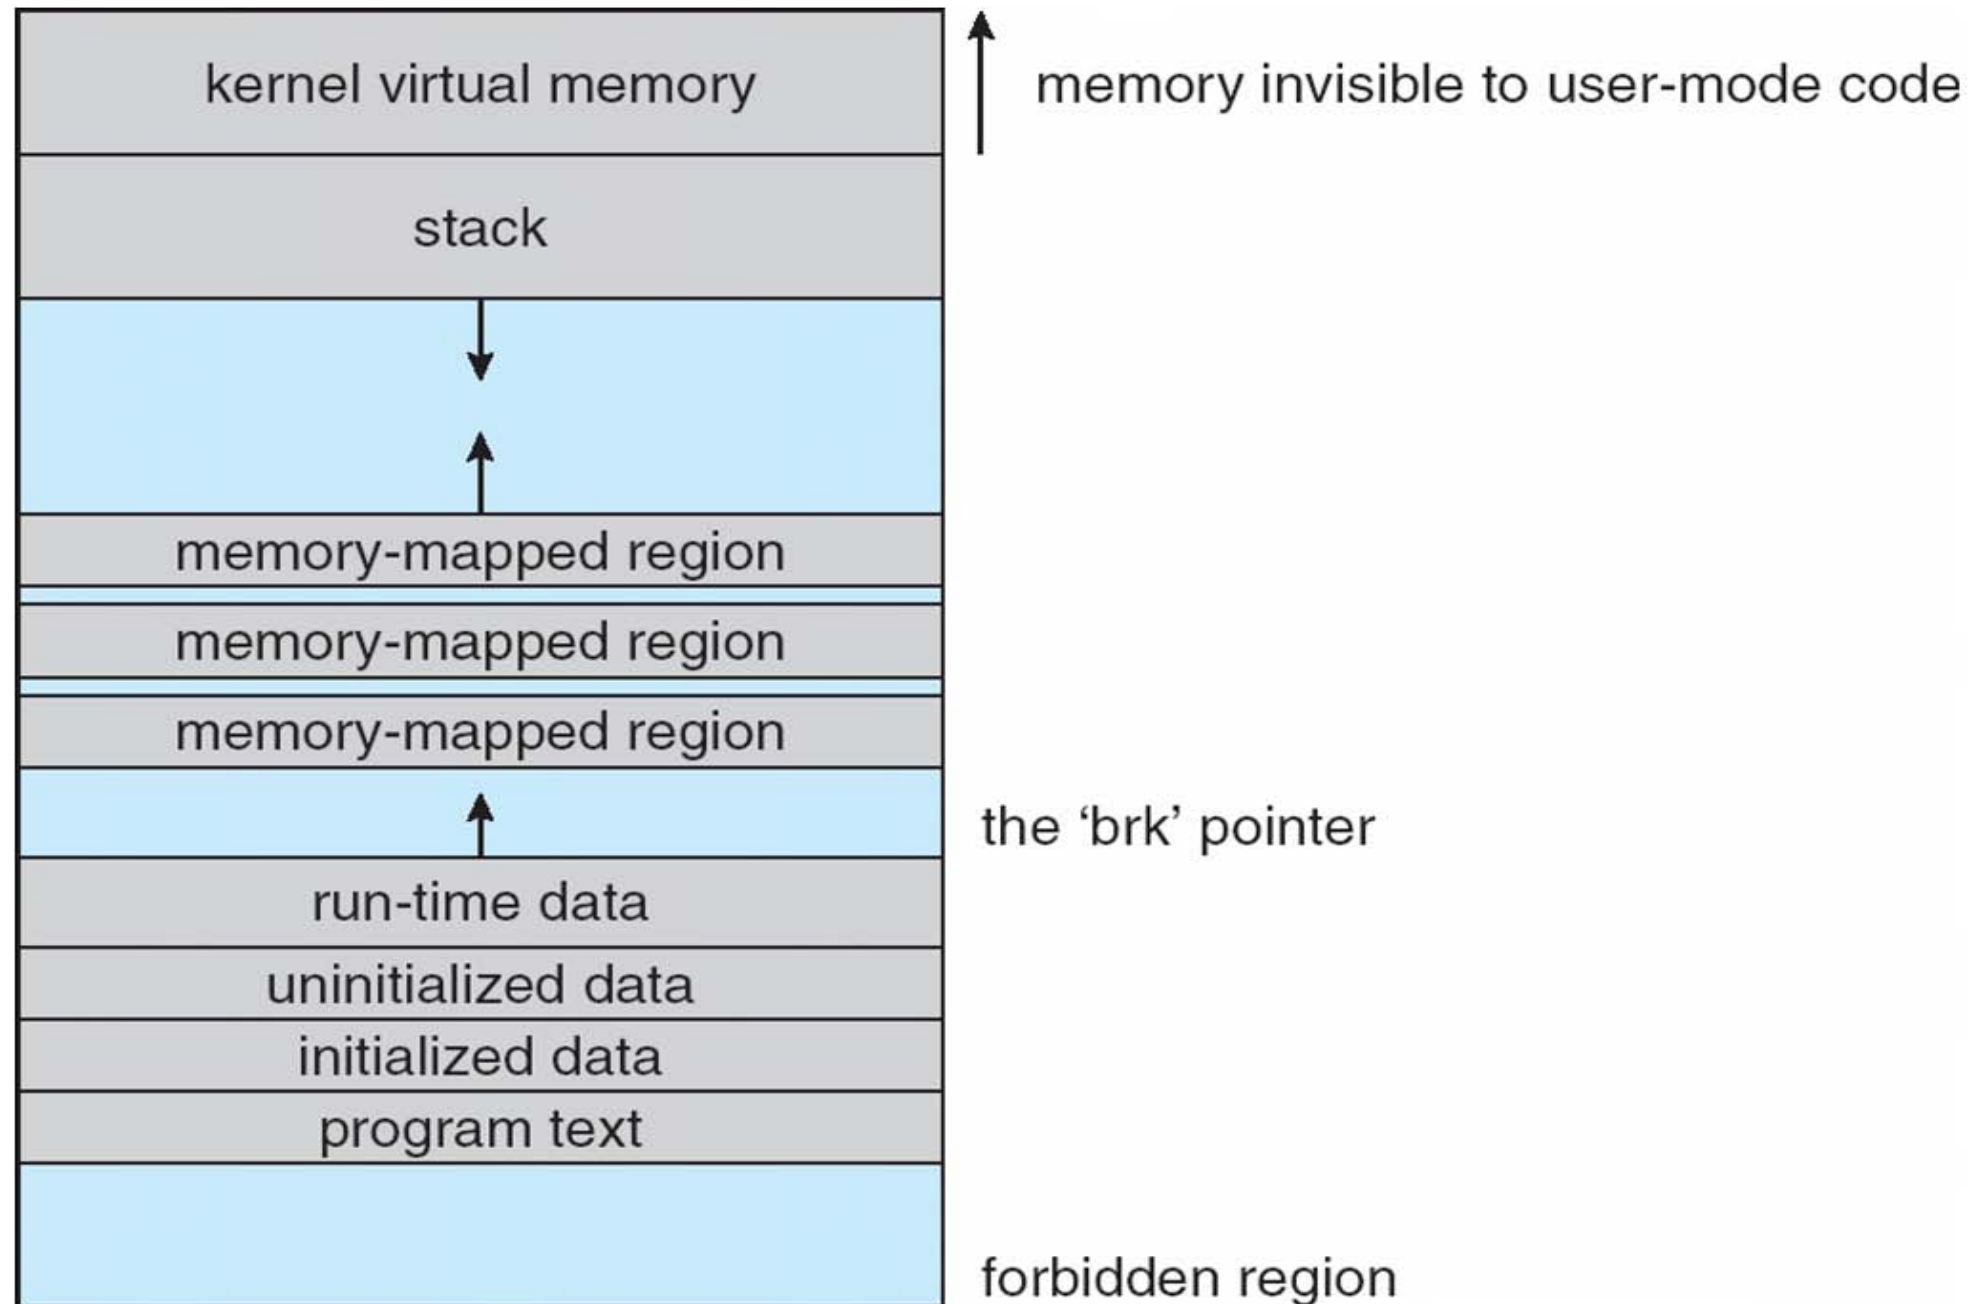 kernel virtual memory
memory invisible to user-mode code
stack
memory-mapped region
memory-mapped region
memory-mapped region
the ‘brk’ pointer
run-time data
uninitialized data
initialized data
program text
forbidden region